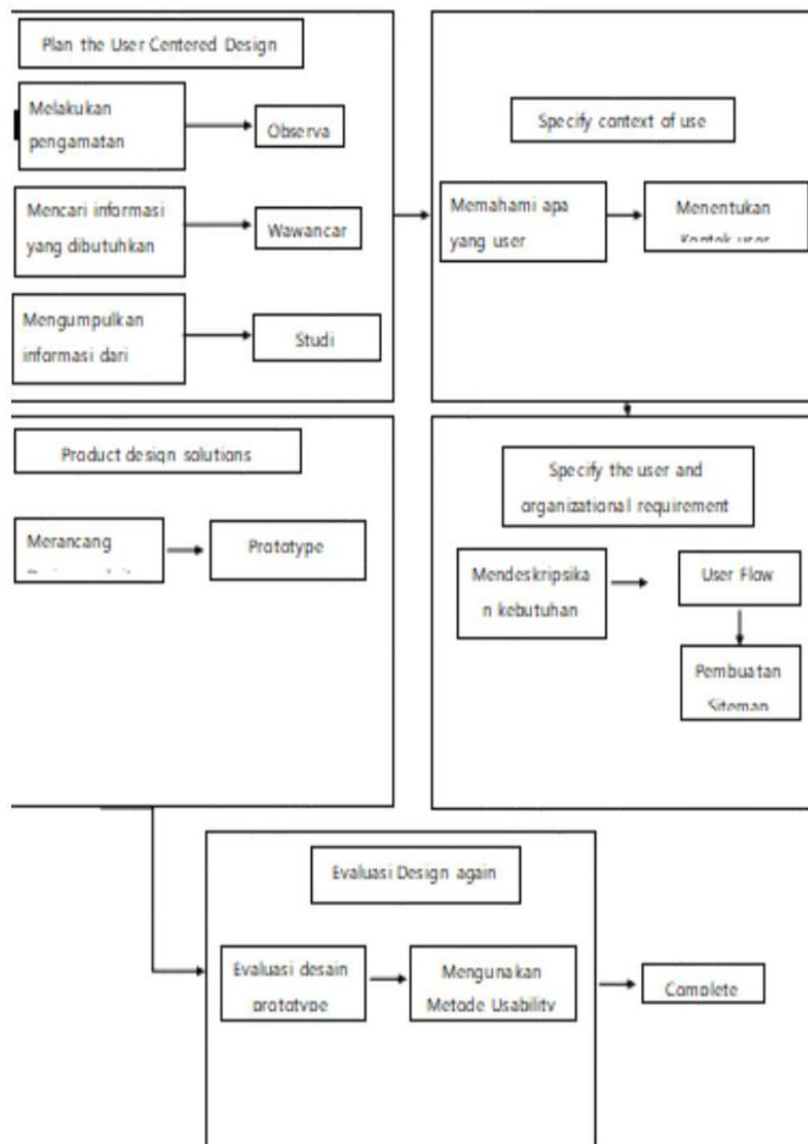 Plan the User Centered Design
Melakukan
pengamatan
Observa
Mencari informasi
yang dibutuhkan
Wawancar
Mengumpulkan
informasi dari
Studi
Specify context of use
Memahami apa
yang user
Menentukan
user
Product design solutions
Merancang
Prototype
Specify the user and
organizational requirement
Mendeskripsika
n kebutuhan
User Flow
Pembuatan
Sitemap
Evaluasi Design again
Evaluasi desain
prototype
Mengunakan
Metode Usability
Complete